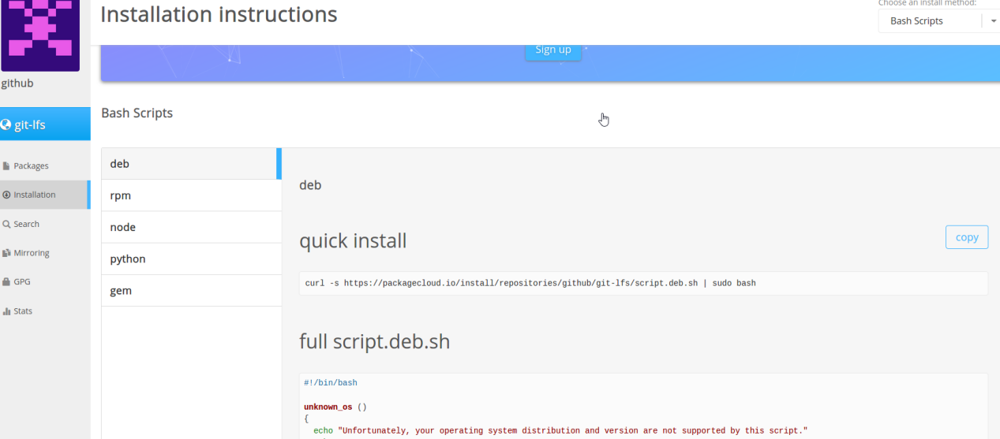 Choose an install method:
Installation instructions
Bash Scripts
Sign up
github
Bash Scripts
git-lfs
deb
Packages
deb
Installation
rpm
Search
node
quick install
copy
Mirroring
python
GPG
curl -s https://packagecloud.io/install/repositories/github/git-lfs/script.deb.sh | sudo bash
gem
Stats
full script.deb.sh
#!/bin/bash
unknown_os ()
{
echo "Unfortunately, your operating system distribution and version are not supported by this script."